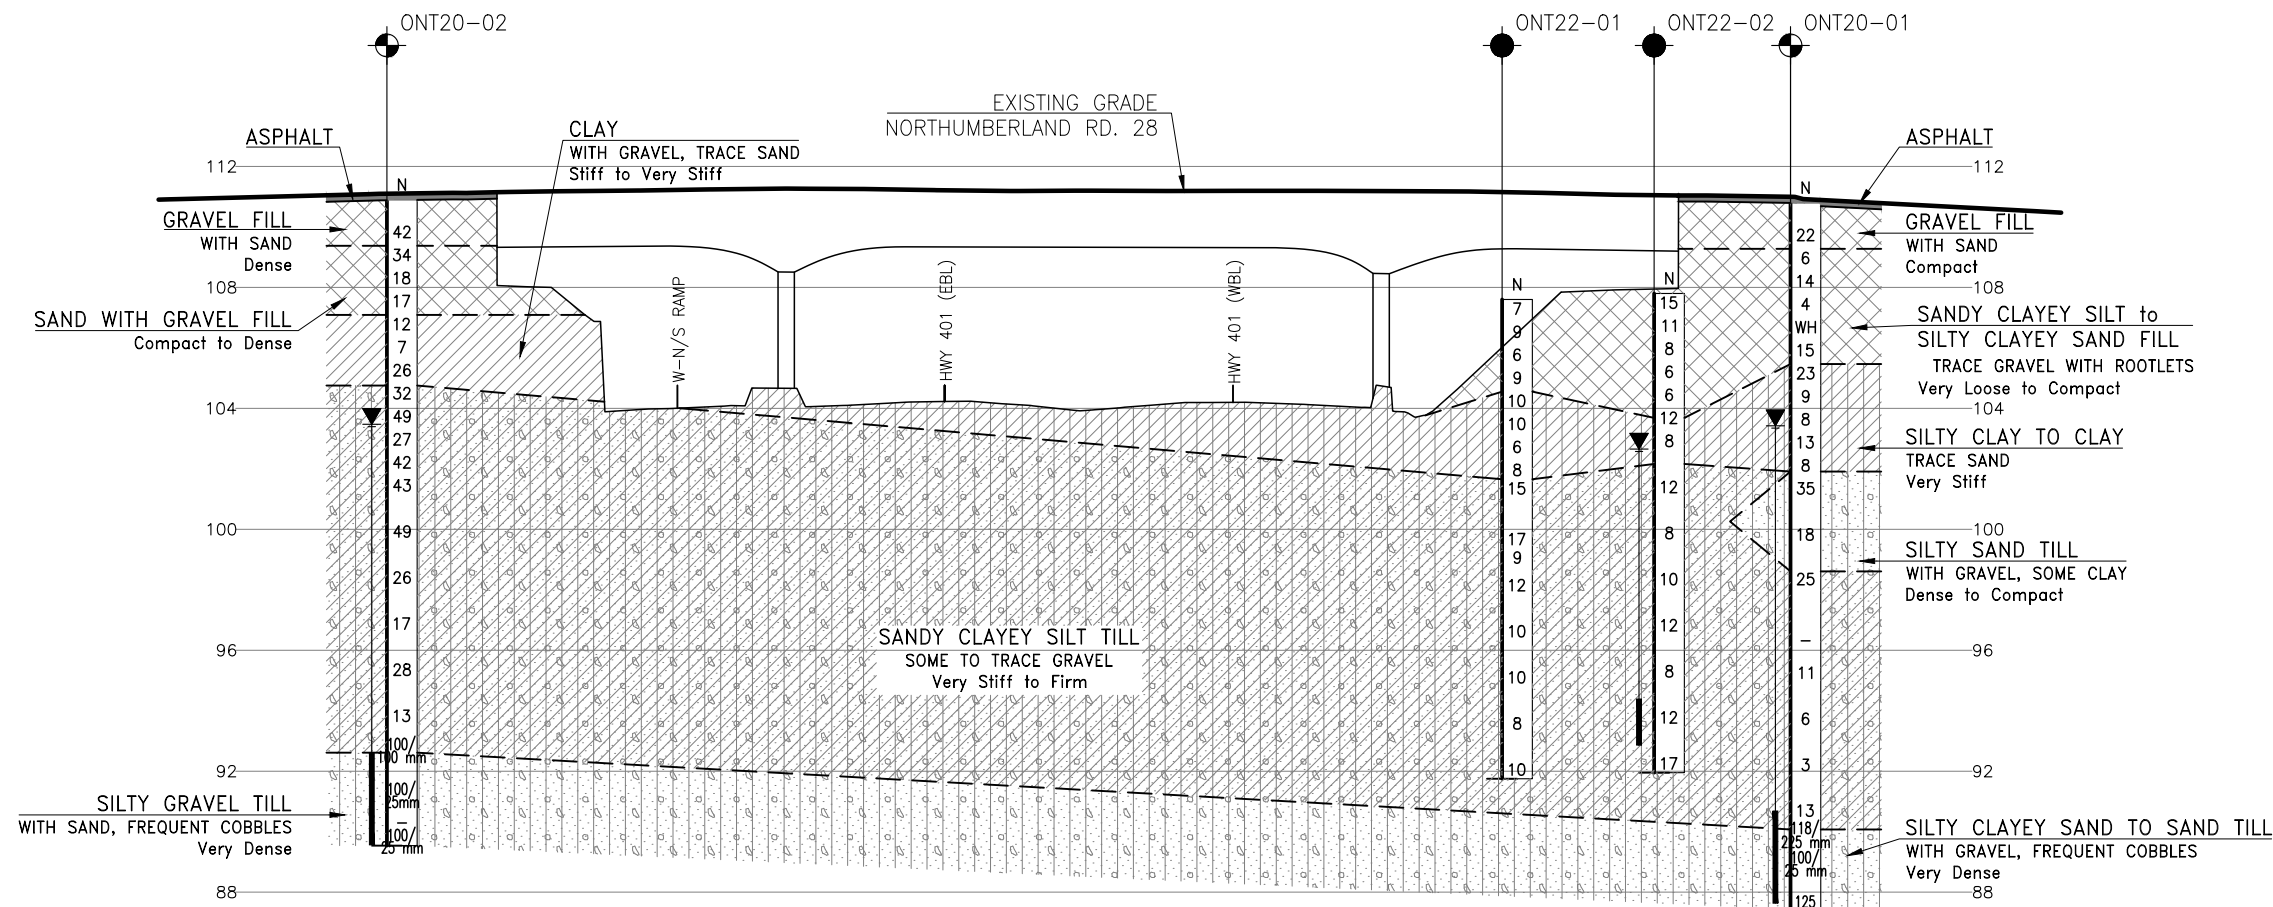 ONT20-02
ONT22-01
ONT22-02
ONT20-01
EXISTING GRADE
NORTHUMBERLAND RD. 28
ASPHALT
CLAY
WITH GRAVEL, TRACE SAND
Stiff to Very Stiff
ASPHALT
112
112
GRAVEL FILL
WITH SAND
Dense
SAND WITH GRAVEL FILL
Compact to Dense
108
108
104
104
100
100
96
96
92
92
88
88
SILTY GRAVEL TILL
WITH SAND, FREQUENT COBBLES
Very Dense
N
42
34
18
17
12
7
26
32
49
27
42
43
49
26
17
28
13
100/
100 mm
100/
25mm
–
100/
25 mm
W-N/S RAMP
HWY 401 (EBL)
HWY 401 (WBL)
SANDY CLAYEY SILT TILL
SOME TO TRACE GRAVEL
Very Stiff to Firm
N
7
9
6
9
10
10
6
8
15
17
9
12
10
10
8
10
N
15
11
8
6
6
12
8
12
8
10
12
8
12
17
N
22
6
14
4
WH
15
23
9
8
13
8
35
18
25
–
11
6
3
13
118/
225 mm
100/
25 mm
125
GRAVEL FILL
WITH SAND
Compact
SANDY CLAYEY SILT to
SILTY CLAYEY SAND FILL
TRACE GRAVEL WITH ROOTLETS
Very Loose to Compact
SILTY CLAY TO CLAY
TRACE SAND
Very Stiff
SILTY SAND TILL
WITH GRAVEL, SOME CLAY
Dense to Compact
SILTY CLAYEY SAND TO SAND TILL
WITH GRAVEL, FREQUENT COBBLES
Very Dense